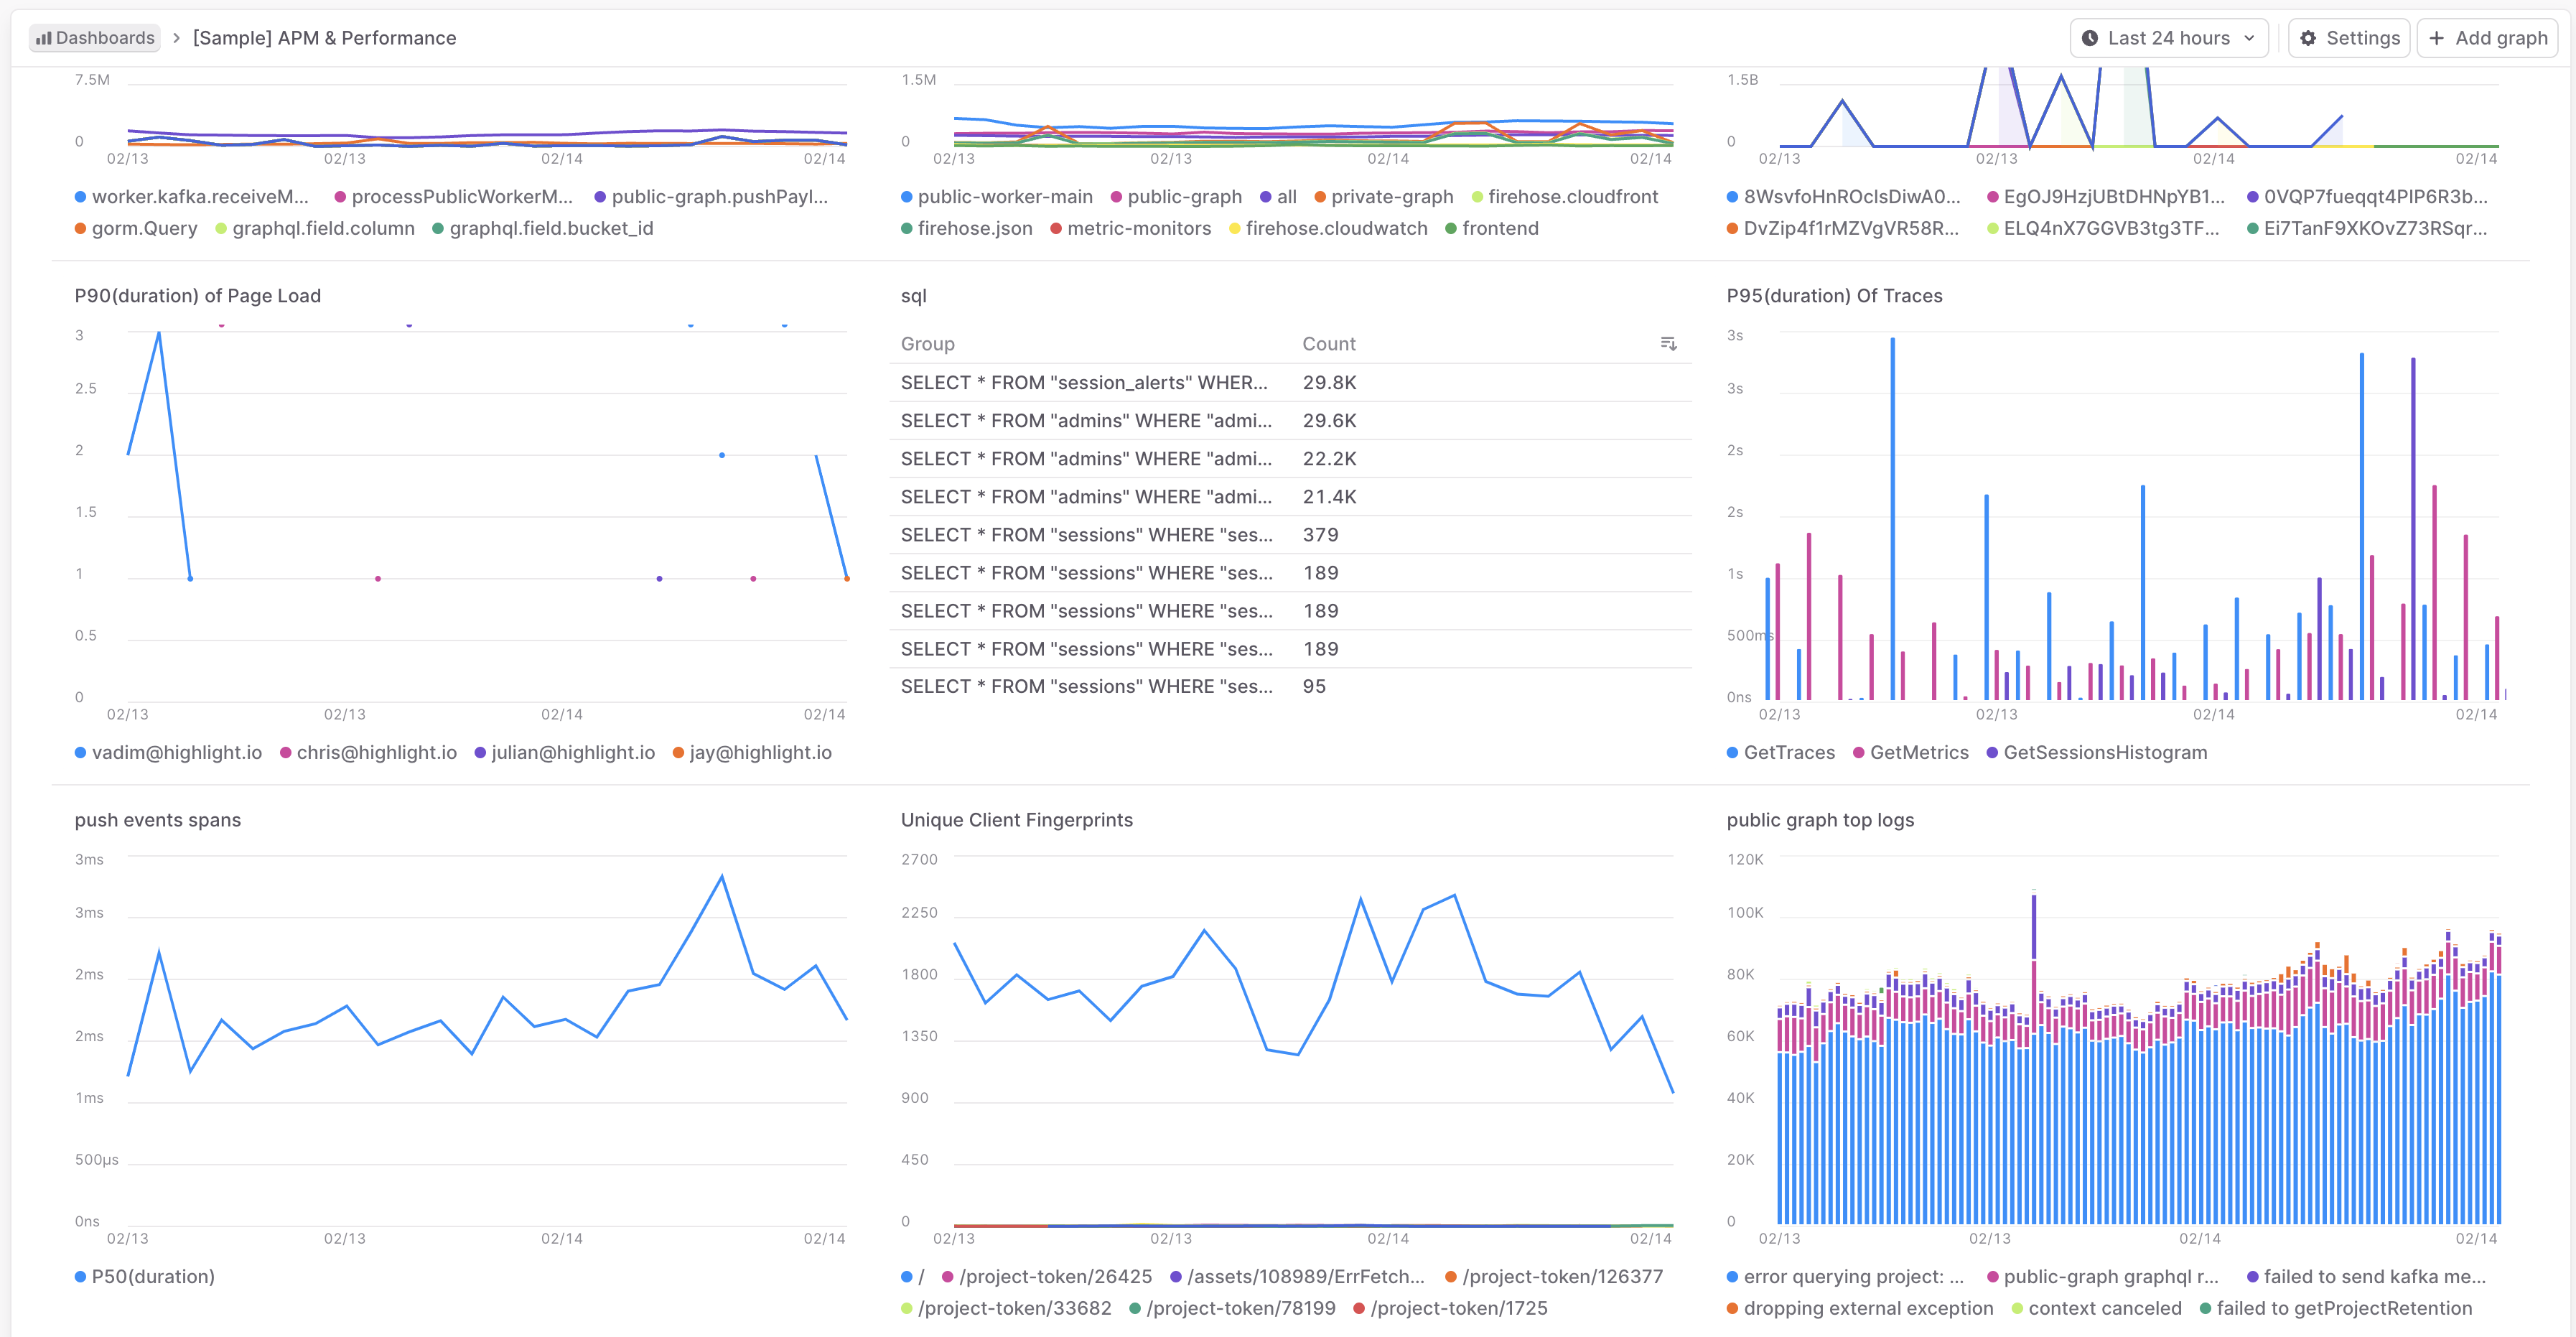 Dashboards > [Sample] APM & Performance
Last 24 hours
Settings
+ Add graph
7.5M
0
02/13 02/13 02/14 02/14
worker.kafka.receiveM... processPublicWorkerM... public-graph.pushPayl...
gorm.Query graphql.field.column graphql.field.bucket_id
1.5M
0
02/13 02/13 02/14 02/14
public-worker-main public-graph all private-graph firehose.cloudfront
firehose.json metric-monitors firehose.cloudwatch frontend
1.5B
0
02/13 02/13 02/14 02/14
EgOJ9HzjUBtDHNpYB1...
DvZip4f1rMZVgVR58R... ELQ4nX7GGVB3tg3TF... Ei7TanF9XKOvZ73RSqr...
P90(duration) of Page Load
3
2.5
2
1.5
1
0.5
0
02/13 02/13 02/14 02/14
vadim@highlight.io chris@highlight.io julian@highlight.io jay@highlight.io
sql
Group Count
SELECT * FROM "session_alerts" WHER... 29.8K
SELECT * FROM "admins" WHERE "admi... 29.6K
SELECT * FROM "admins" WHERE "admi... 22.2K
SELECT * FROM "admins" WHERE "admi... 21.4K
SELECT * FROM "sessions" WHERE "ses... 379
SELECT * FROM "sessions" WHERE "ses... 189
SELECT * FROM "sessions" WHERE "ses... 189
SELECT * FROM "sessions" WHERE "ses... 189
SELECT * FROM "sessions" WHERE "ses... 95
P95(duration) Of Traces
3s
3s
2s
2s
1s
500ms
0ns
02/13 02/13 02/14 02/14
GetTraces GetMetrics GetSessionsHistogram
push events spans
3ms
3ms
2ms
2ms
1ms
500µs
0ns
02/13 02/13 02/14 02/14
P50(duration)
Unique Client Fingerprints
2700
2250
1800
1350
900
450
0
02/13 02/13 02/14 02/14
/ /project-token/26425 /assets/108989/ErrFetch... /project-token/126377
/project-token/33682 /project-token/78199 /project-token/1725
public graph top logs
120K
100K
80K
60K
40K
20K
0
02/13 02/13 02/14 02/14
error querying project: ... public-graph graphql r... failed to send kafka me...
dropping external exception context canceled failed to getProjectRetention